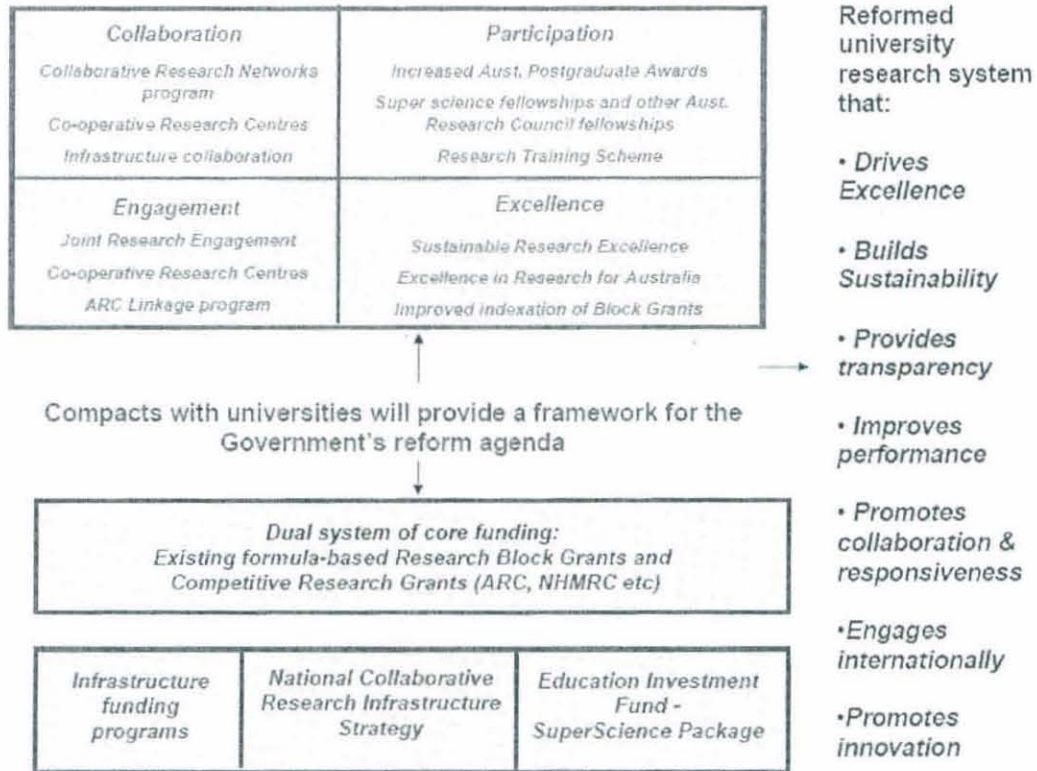 Collaboration
Collaborative Research Networks
program
Co-operative Research Centres
Infrastructure collaboration
Participation
Increased Aust. Postgraduate Awards
Super science fellowships and other Aust.
Research Council fellowships
Research Training Scheme
Engagement
Joint Research Engagement
Co-operative Research Centres
ARC Linkage program
Excellence
Sustainable Research Excellence
Excellence in Research for Australia
Improved indexation of Block Grants
Compacts with universities will provide a framework for the
Government's reform agenda
Dual system of core funding:
Existing formula-based Research Block Grants and
Competitive Research Grants (ARC, NHMRC etc)
Infrastructure
funding
programs
National Collaborative
Research Infrastructure
Strategy
Education Investment
Fund -
SuperScience Package
Reformed
university
research system
that:
• Drives
Excellence
• Builds
Sustainability
• Provides
transparency
• Improves
performance
• Promotes
collaboration &
responsiveness
•Engages
internationally
•Promotes
innovation